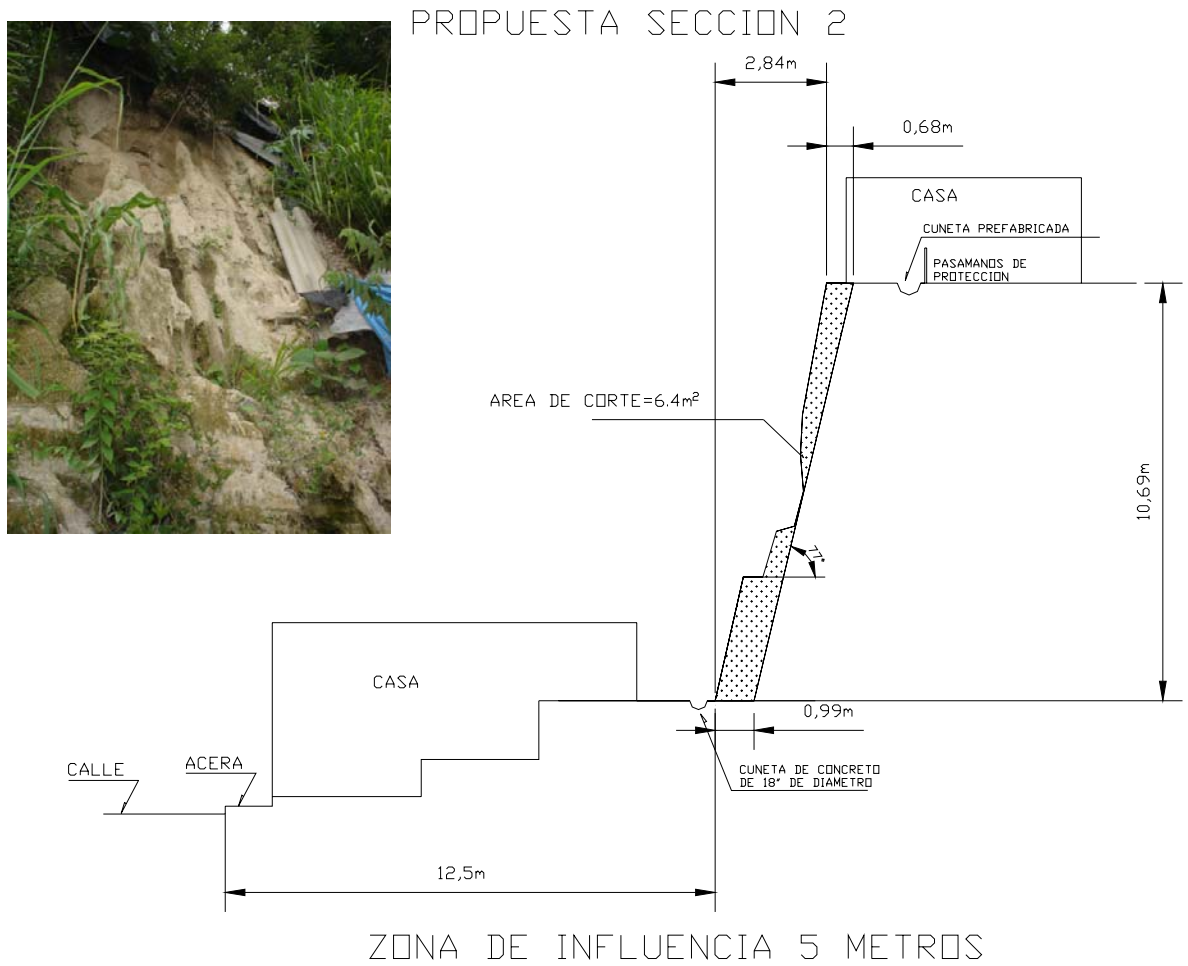 PROPUESTA SECCION 2
2,84m
0,68m
CASA
CUNETA PREFABRICADA
PASAMANOS DE
PROTECCION
AREA DE CORTE=6.4m²
10,69m
77°
CASA
0,99m
CALLE
ACERA
CUNETA DE CONCRETO
DE 18" DE DIAMETRO
12,5m
ZONA DE INFLUENCIA 5 METROS